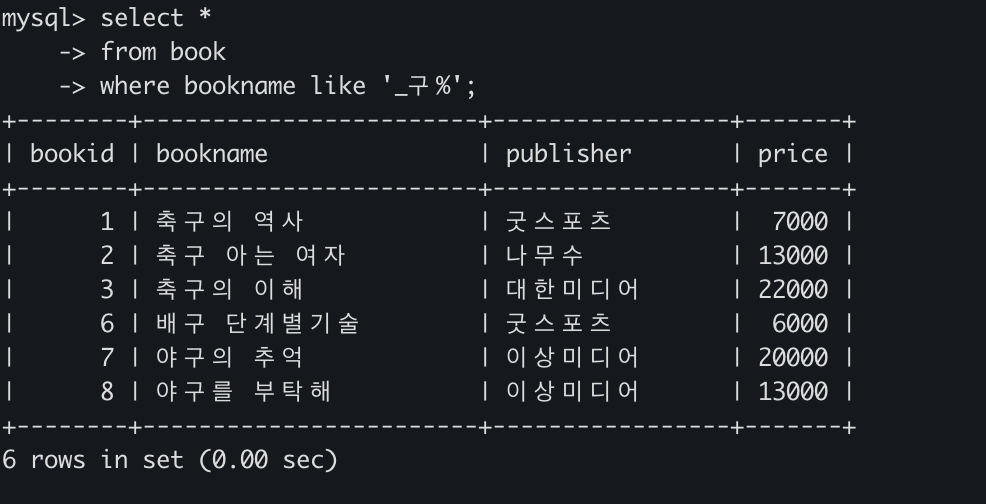 mysql> select *
    -> from book
    -> where bookname like '_구%';
+--------+------------------------+-----------------+-------+
| bookid | bookname               | publisher       | price |
+--------+------------------------+-----------------+-------+
|      1 | 축구의 역사            | 굿스포츠        |  7000 |
|      2 | 축구 아는 여자         | 나무수          | 13000 |
|      3 | 축구의 이해            | 대한미디어      | 22000 |
|      6 | 배구 단계별기술        | 굿스포츠        |  6000 |
|      7 | 야구의 추억            | 이상미디어      | 20000 |
|      8 | 야구를 부탁해          | 이상미디어      | 13000 |
+--------+------------------------+-----------------+-------+
6 rows in set (0.00 sec)